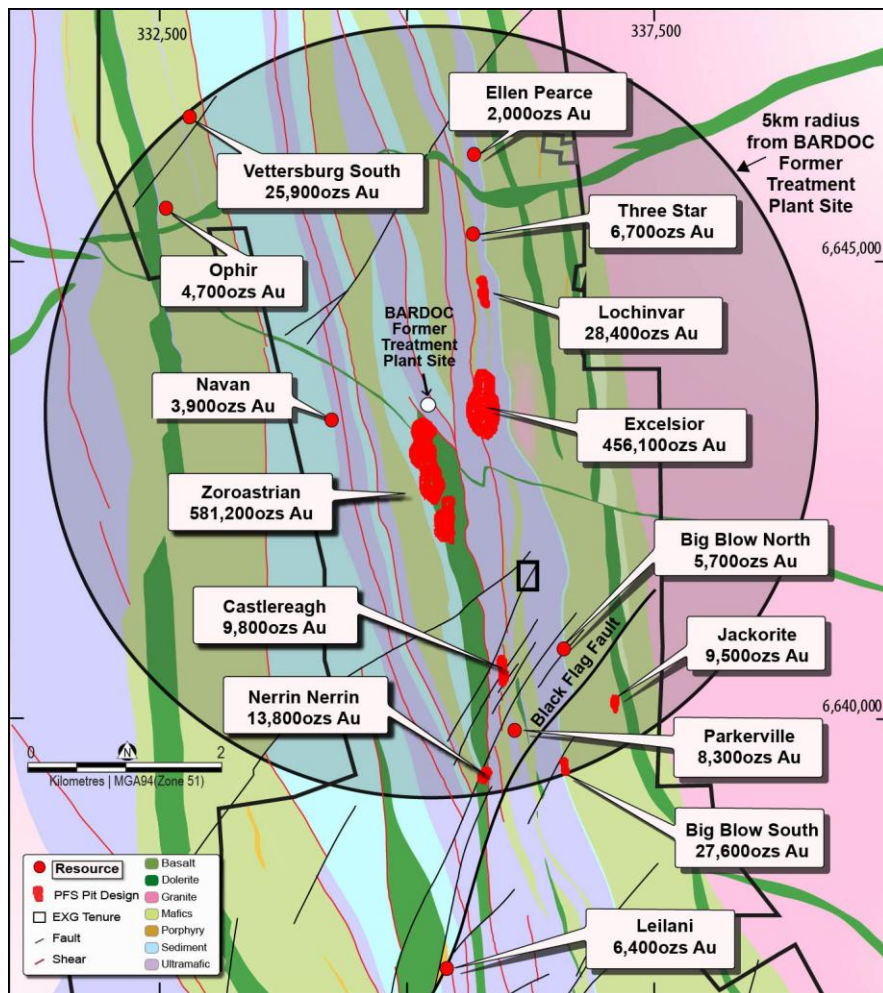 332,500
337,500
Ellen Pearce
2,000ozs Au
5km radius
from BARDOC
Former
Treatment
Plant Site
Vettersburg South
25,900ozs Au
Three Star
6,700ozs Au
6,645,000
Ophir
4,700ozs Au
Lochinvar
28,400ozs Au
BARDOC
Former
Treatment
Plant Site
Navan
3,900ozs Au
Excelsior
456,100ozs Au
Zoroastrian
581,200ozs Au
Big Blow North
5,700ozs Au
Castlereagh
9,800ozs Au
Jackorite
9,500ozs Au
Black Flag Fault
Nerrin Nerrin
13,800ozs Au
6,640,000
Parkerville
8,300ozs Au
0 2
N
Kilometres | MGA94(Zone 51)
Big Blow South
27,600ozs Au
Resource
PFS Pit Design
EXG Tenure
Fault
Shear
Basalt
Dolerite
Granite
Mafics
Porphyry
Sediment
Ultramafic
Leilani
6,400ozs Au